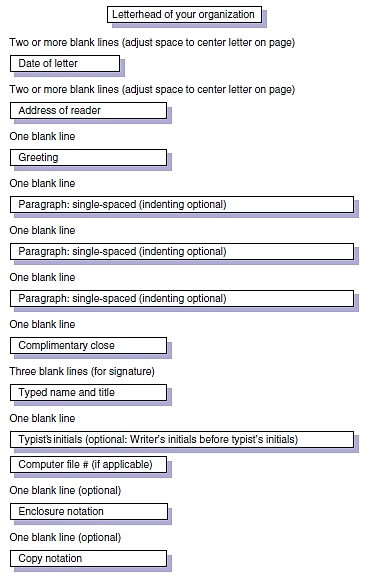 Letterhead of your organization
Two or more blank lines (adjust space to center letter on page)
Date of letter
Two or more blank lines (adjust space to center letter on page)
Address of reader
One blank line
Greeting
One blank line
Paragraph: single-spaced (indenting optional)
One blank line
Paragraph: single-spaced (indenting optional)
One blank line
Paragraph: single-spaced (indenting optional)
One blank line
Complimentary close
Three blank lines (for signature)
Typed name and title
One blank line
Typist's initials (optional: Writer's initials before typist's initials)
Computer file # (if applicable)
One blank line (optional)
Enclosure notation
One blank line (optional)
Copy notation